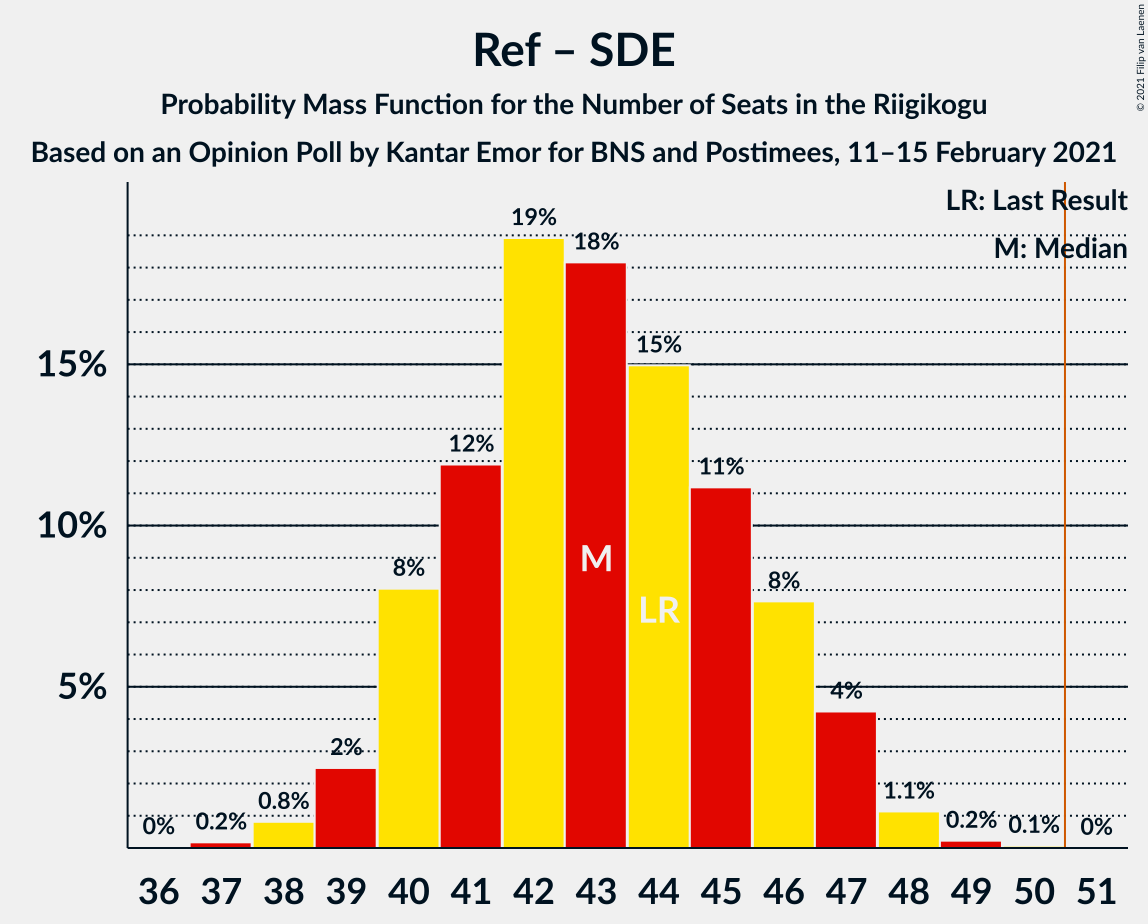 Ref – SDE
Probability Mass Function for the Number of Seats in the Riigikogu
Based on an Opinion Poll by Kantar Emor for BNS and Postimees, 11–15 February 2021
© 2021 Filip van Laenen
LR: Last Result
M: Median
15%
10%
5%
0%
0.2%
0.8%
2%
8%
12%
19%
18%
15%
11%
8%
4%
1.1%
0.2%
0.1%
0%
M
LR
36 37 38 39 40 41 42 43 44 45 46 47 48 49 50 51